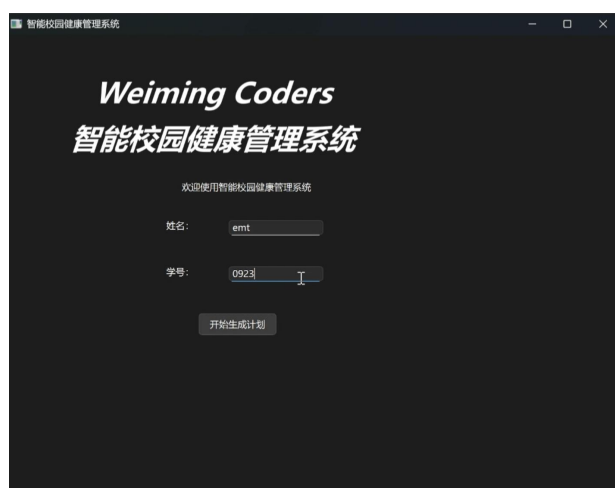 智能校园健康管理系统
Weiming Coders
智能校园健康管理系统
欢迎使用智能校园健康管理系统
姓名: emt
学号: 0923
开始生成计划